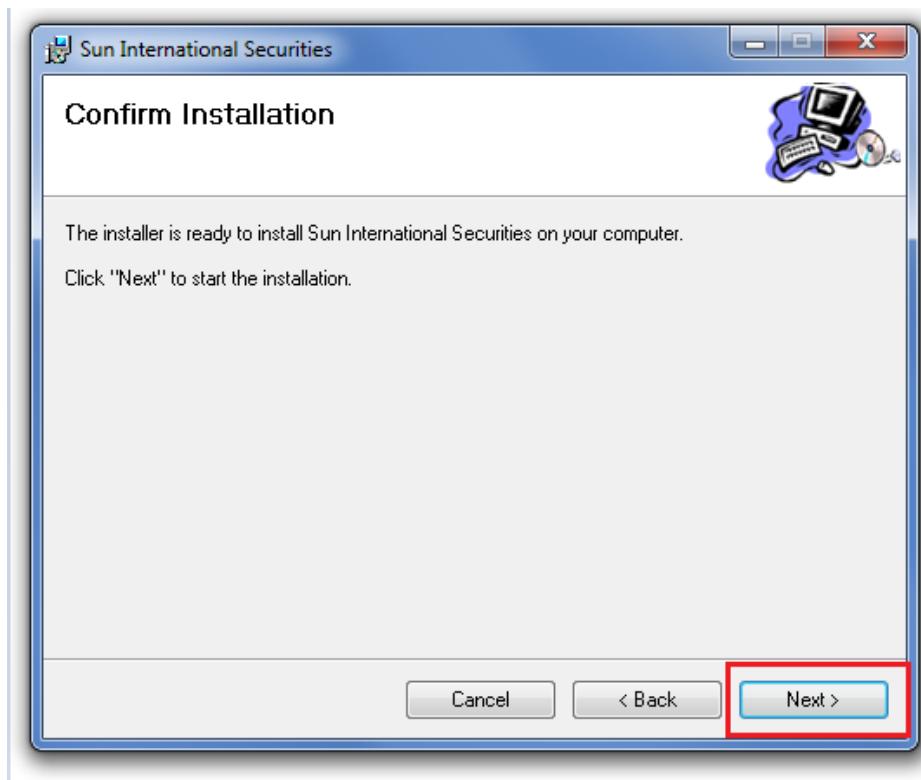 Sun International Securities
Confirm Installation
The installer is ready to install Sun International Securities on your computer.
Click "Next" to start the installation.
Cancel
< Back
Next >